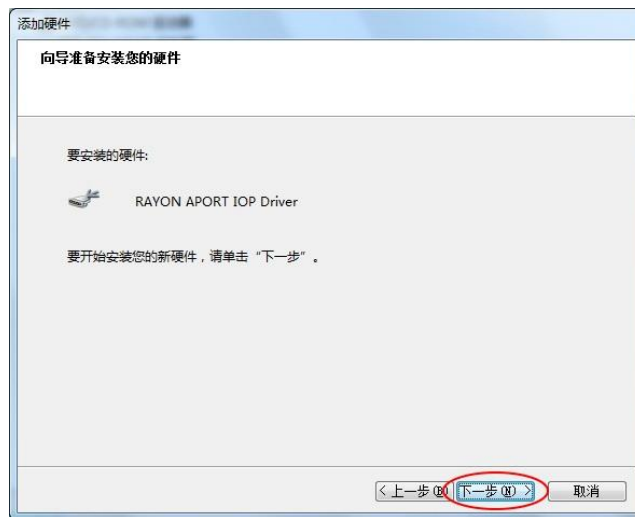 添加硬件
向导准备安装您的硬件
要安装的硬件:
RAYON APORT IOP Driver
要开始安装您的新硬件，请单击“下一步”。
<上一步(B) 下一步(N) > 取消